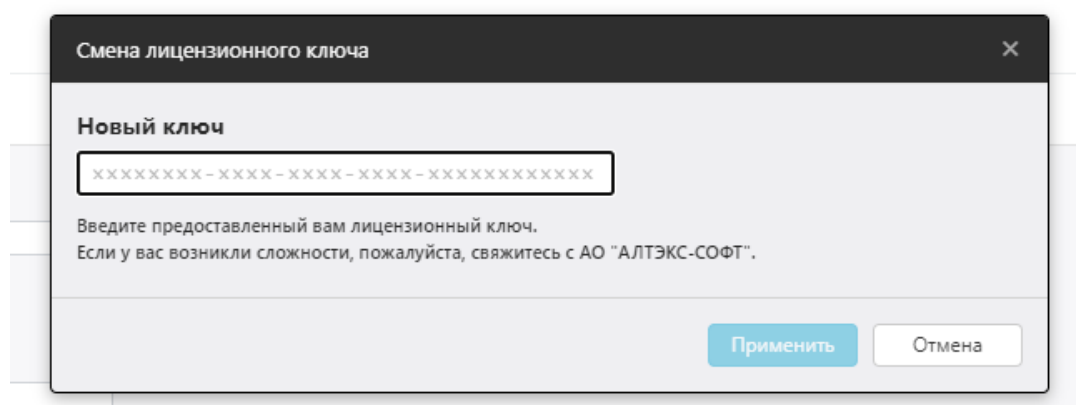 Смена лицензионного ключа
Новый ключ
xxxxxxxx-xxxx-xxxx-xxxx-xxxxxxxxxxxx
Введите предоставленный вам лицензионный ключ.
Если у вас возникли сложности, пожалуйста, свяжитесь с АО "АЛТЭКС-СОФТ".
Применить Отмена